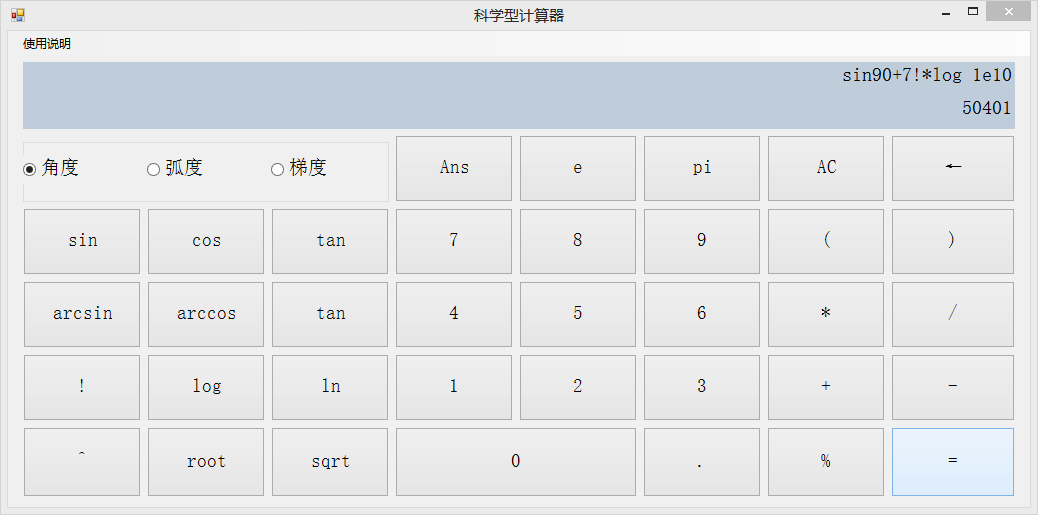 科学型计算器
使用说明
sin90+7!*log 1e10
50401
角度 弧度 梯度 Ans e pi AC ←
sin cos tan 7 8 9 ( )
arcsin arccos tan 4 5 6 * /
! log ln 1 2 3 + -
^ root sqrt 0 . % =